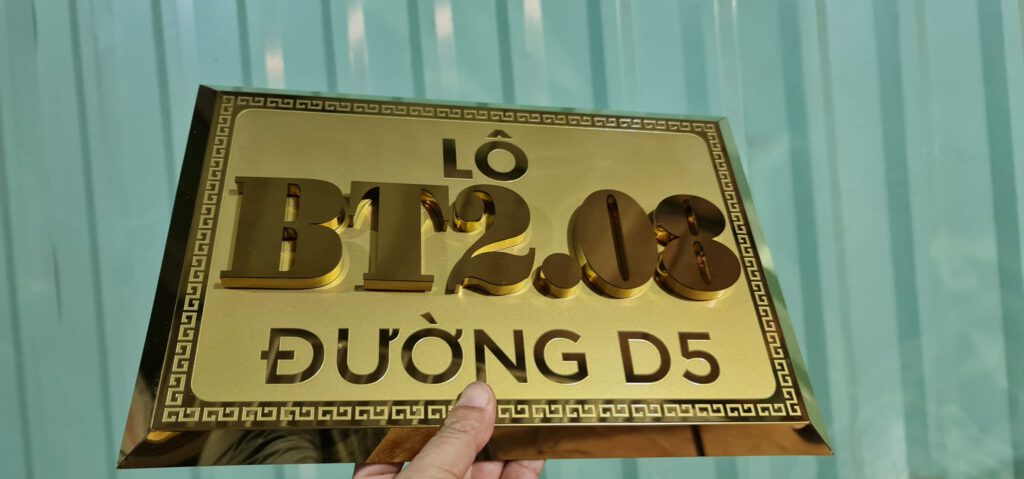 LÔ
BT2.08
ĐƯỜNG D5